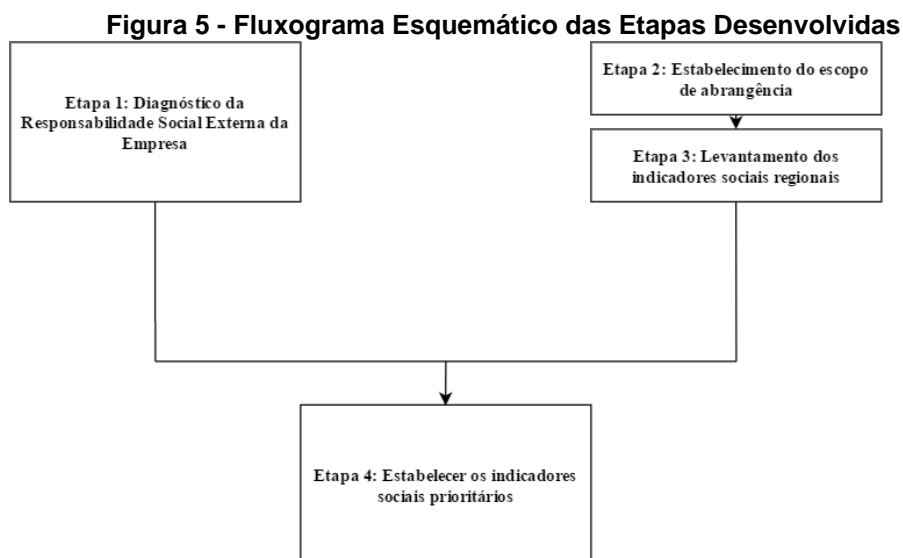 Figura 5 - Fluxograma Esquemático das Etapas Desenvolvidas
Etapa 1: Diagnóstico da
Responsabilidade Social Externa da
Empresa
Etapa 2: Estabelecimento do escopo
de abrangência
Etapa 3: Levantamento dos
indicadores sociais regionais
Etapa 4: Estabelecer os indicadores
sociais prioritários